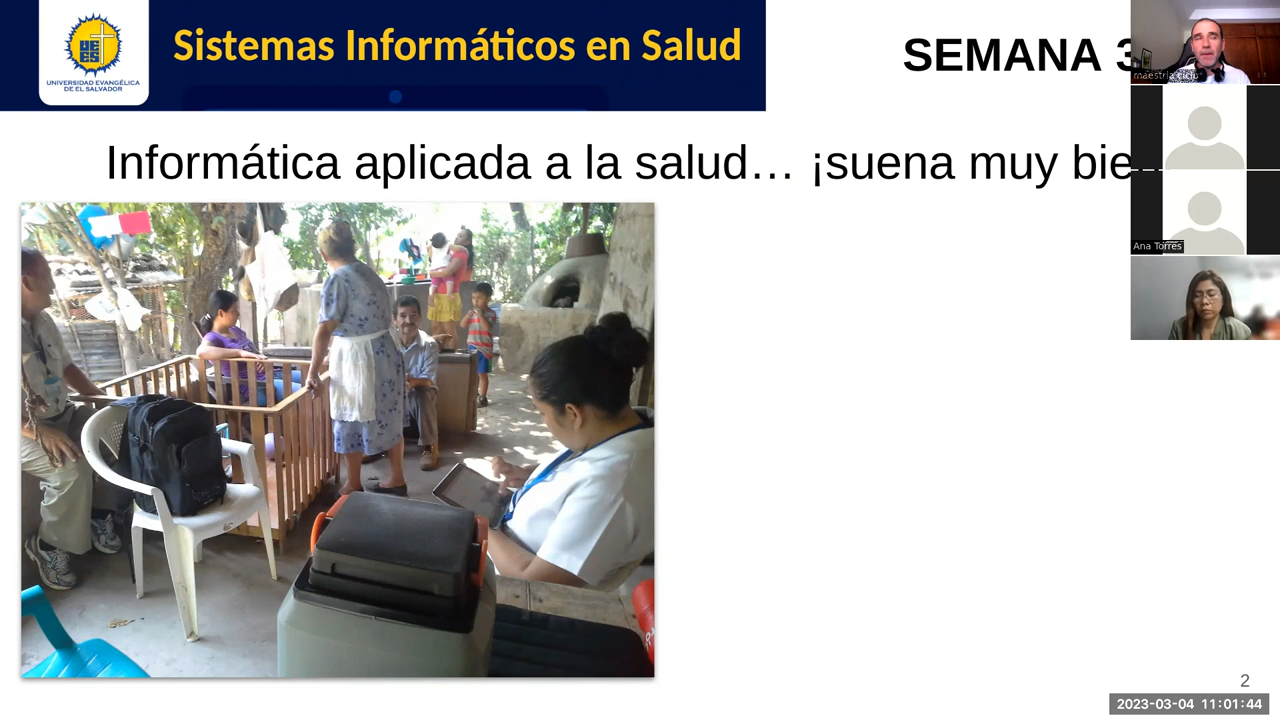 Sistemas Informáticos en Salud
UNIVERSIDAD EVANGÉLICA
DE EL SALVADOR
SEMANA 3
maestria ciclo
Informática aplicada a la salud… ¡suena muy bien
Ana Torres
2
2023-03-04 11:01:44